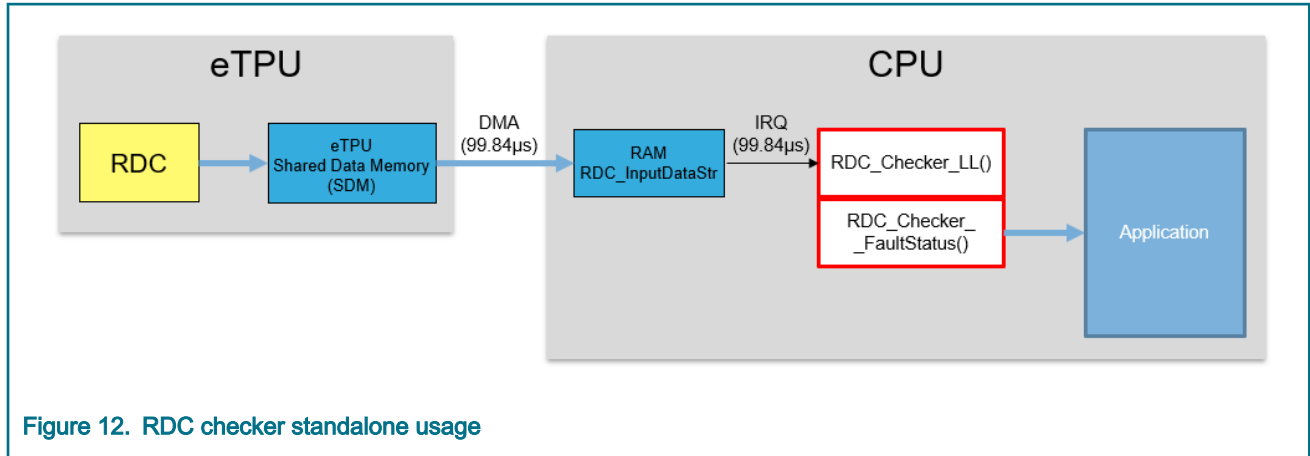 eTPU
CPU
RDC
eTPU
Shared Data Memory
(SDM)
DMA
(99.84µs)
RAM
RDC_InputDataStr
IRQ
(99.84µs)
RDC_Checker_LL()
RDC_Checker_
_FaultStatus()
Application
Figure 12. RDC checker standalone usage